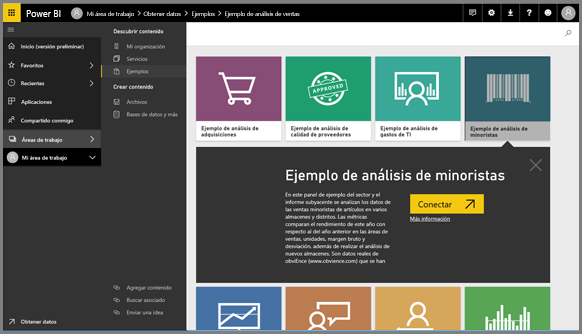 Power BI
Mi área de trabajo > Obtener datos > Ejemplos > Ejemplo de análisis de ventas
Inicio (versión preliminar)
Favoritos
Recientes
Aplicaciones
Compartido conmigo
Áreas de trabajo
Mi área de trabajo
Obtener datos
Descubrir contenido
Mi organización
Servicios
Ejemplos
Crear contenido
Archivos
Bases de datos y más
Agregar contenido
Buscar asociado
Enviar una idea
APPROVED
Ejemplo de análisis de
adquisiciones
Ejemplo de análisis de
calidad de proveedores
Ejemplo de análisis de
gastos de TI
Ejemplo de análisis de
minoristas
Ejemplo de análisis de minoristas
En este panel de ejemplo del sector y el
informe subyacente se analizan los datos de
las ventas minoristas de artículos en varios
almacenes y distritos. Las métricas
comparan el rendimiento de este año con
respecto al del año anterior en las áreas de
ventas, unidades, margen bruto y
desviación, además de realizar el análisis de
nuevos almacenes. Son datos reales de
obviEnce (www.obvience.com) que se han
Conectar
Más información